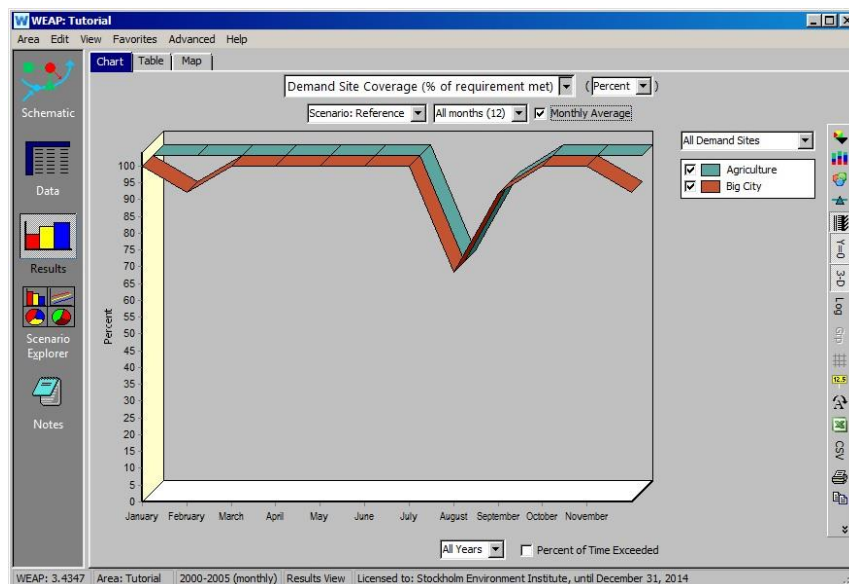 WEAP: Tutorial
Area Edit View Favorites Advanced Help
Chart Table Map
Demand Site Coverage (% of requirement met) ( Percent )
Scenario: Reference All months (12) Monthly Average
All Demand Sites
Agriculture
Big City
Schematic
Data
Results
Scenario
Explorer
Notes
Percent
100
95
90
85
80
75
70
65
60
55
50
45
40
35
30
25
20
15
10
5
0
January February March April May June July August September October November
All Years Percent of Time Exceeded
Y=0
3-D
Log
Grp
12.5
CSV
WEAP: 3.4347 Area: Tutorial 2000-2005 (monthly) Results View Licensed to: Stockholm Environment Institute, until December 31, 2014